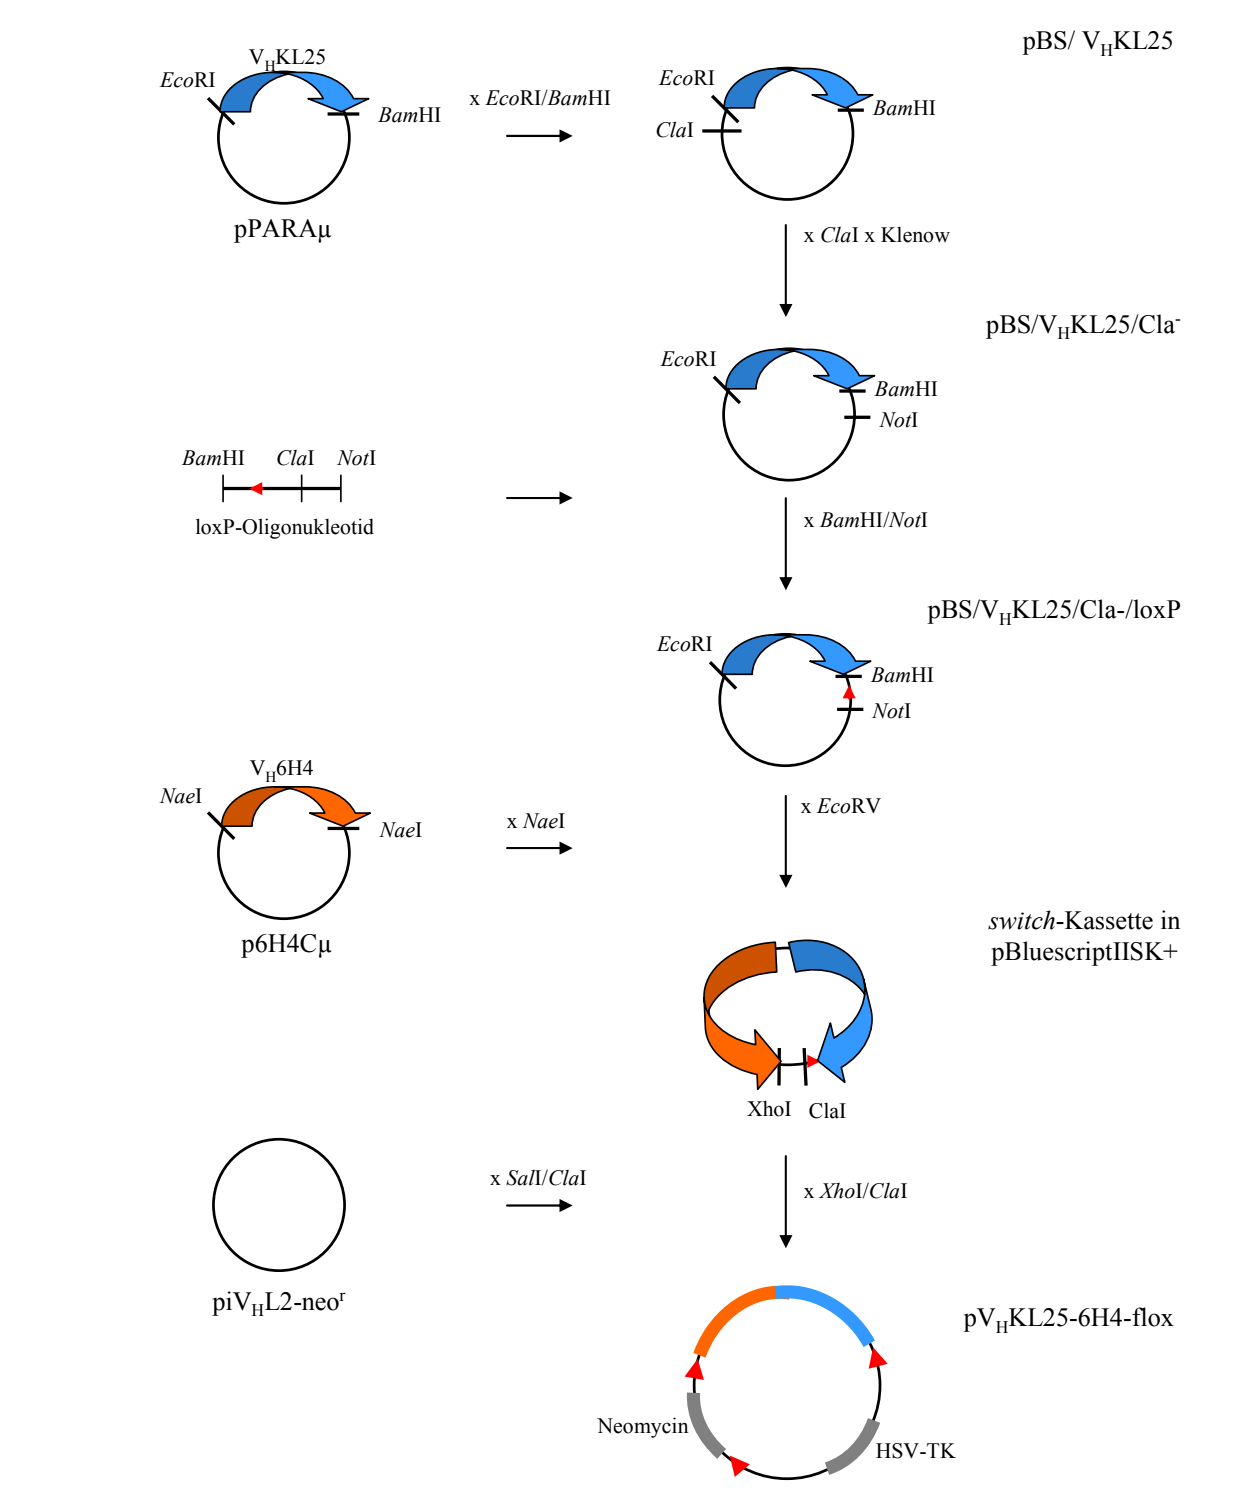 pBS/ VHKL25
VHKL25
EcoRI
BamHI
x EcoRI/BamHI
EcoRI
BamHI
ClaI
pPARAµ
x ClaI x Klenow
pBS/VHKL25/Cla-
EcoRI
BamHI
NotI
BamHI ClaI NotI
loxP-Oligonukleotid
x BamHI/NotI
pBS/VHKL25/Cla-/loxP
EcoRI
BamHI
NotI
VH6H4
NaeI
NaeI
x NaeI
x EcoRV
p6H4Cµ
switch-Kassette in
pBluescriptIISK+
XhoI ClaI
x SalI/ClaI
x XhoI/ClaI
piVHL2-neor
pVHKL25-6H4-flox
Neomycin
HSV-TK